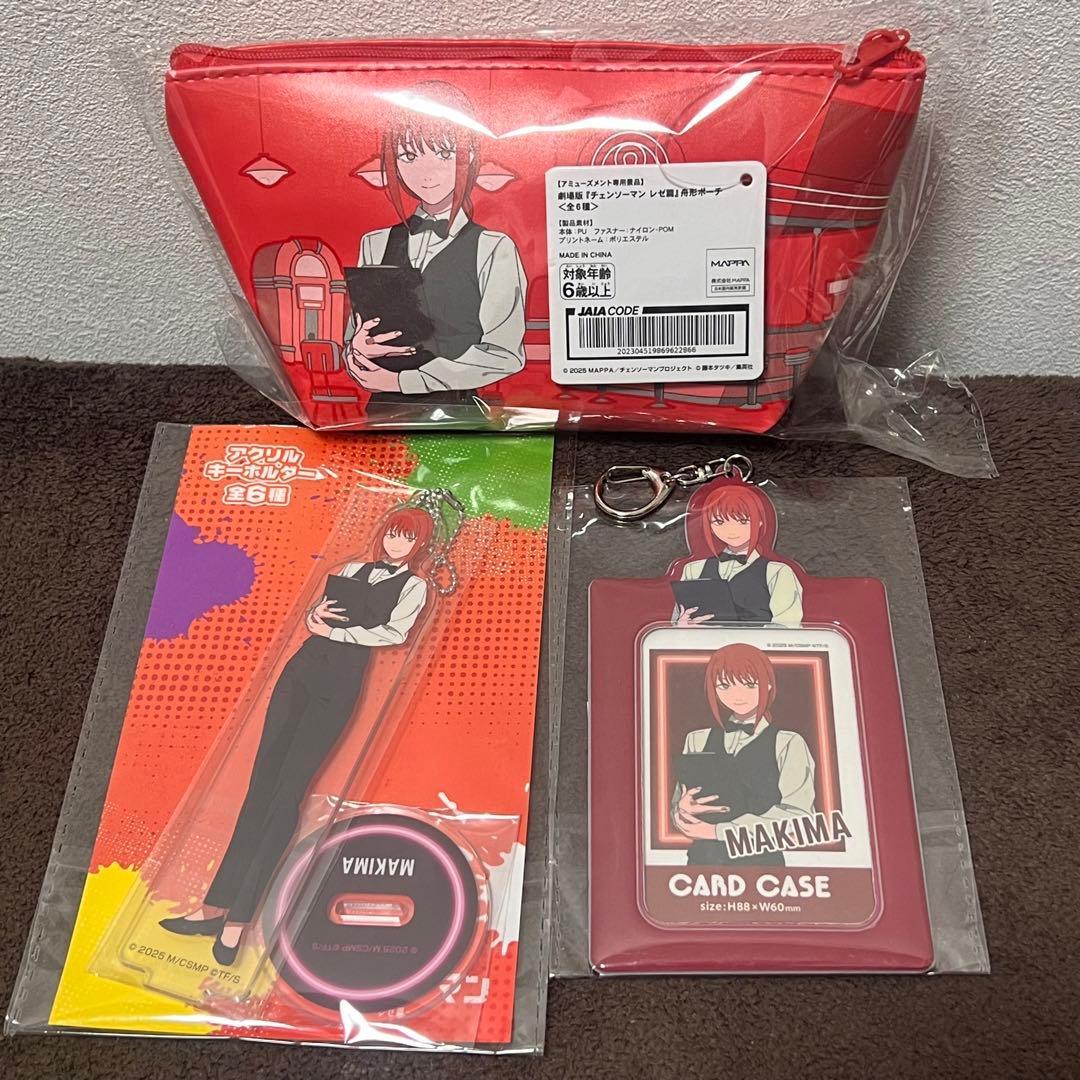 【アミューズメント専用景品】
劇場版『チェンソーマン レゼ篇』舟形ポーチ
<全6種>
【製品素材】
本体:PU ファスナー:ナイロン・POM
プリントネーム:ポリエステル
MADE IN CHINA
対象年齢
6歳以上
MAPPA
株式会社MAPPA
JAIA CODE
202304519869622866
© 2025 MAPPA/チェンソーマンプロジェクト © 藤本タツキ/集英社
アクリル
キーホルダー
全6種
MAKIMA
© 2025 M/CSMP ©TF/S
© 2025 M/CSMP ©TF/S
マン
© 2025 M/CSMP ©TF/S
MAKIMA
CARD CASE
size:H88×W60mm